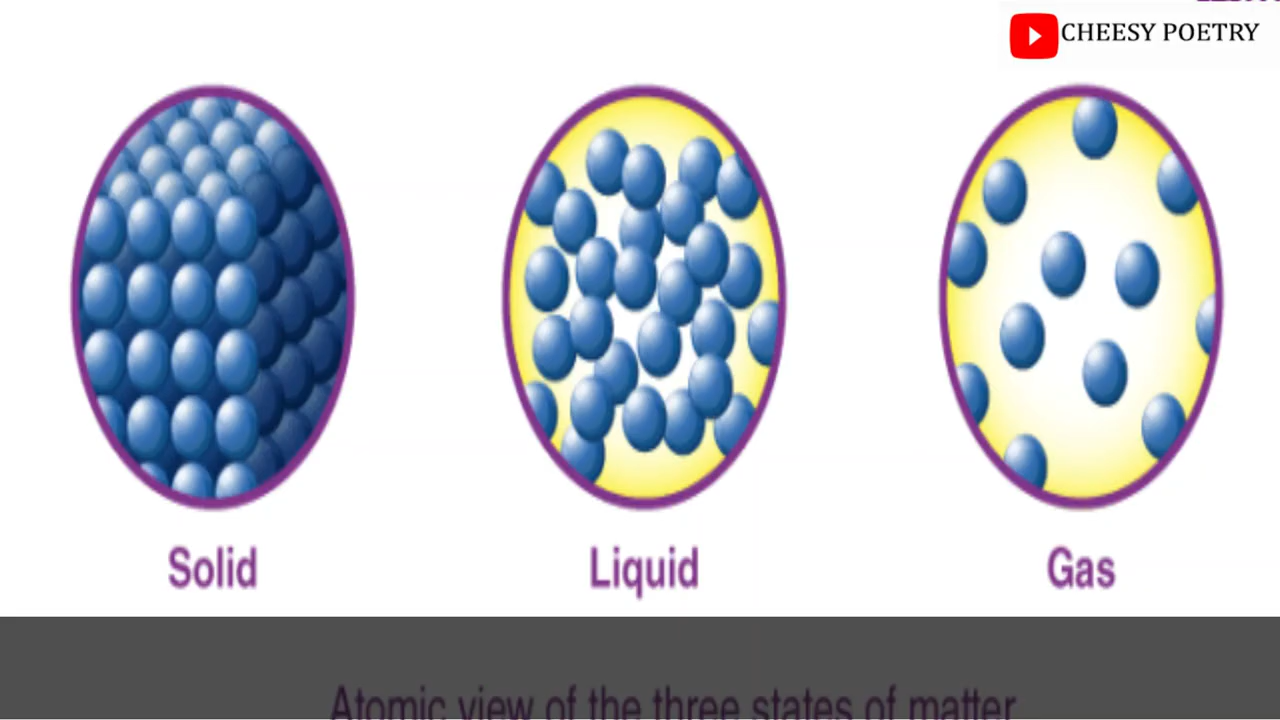 CHEESY POETRY
Solid
Liquid
Gas
Atomic view of the three states of matter